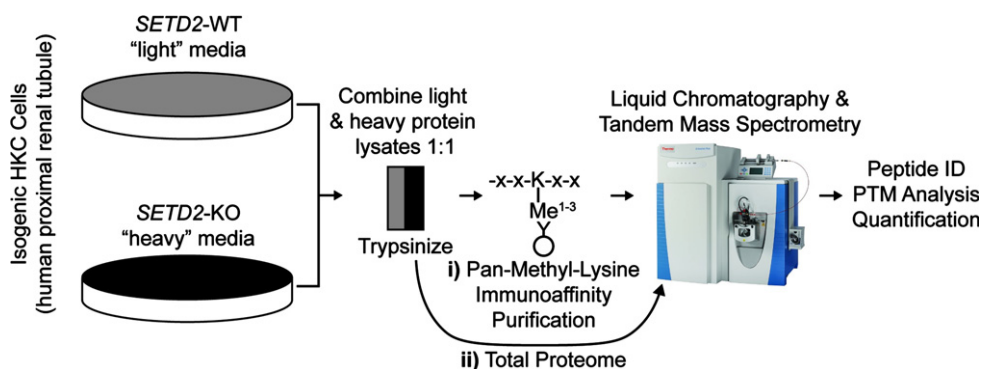 Isogenic HKC Cells
(human proximal renal tubule)
SETD2-WT
“light” media
SETD2-KO
“heavy” media
Combine light
& heavy protein
lysates 1:1
Trypsinize
-x-x-K-x-x
Me1-3
i) Pan-Methyl-Lysine
Immunoaffinity
Purification
ii) Total Proteome
Liquid Chromatography &
Tandem Mass Spectrometry
Peptide ID
PTM Analysis
Quantification